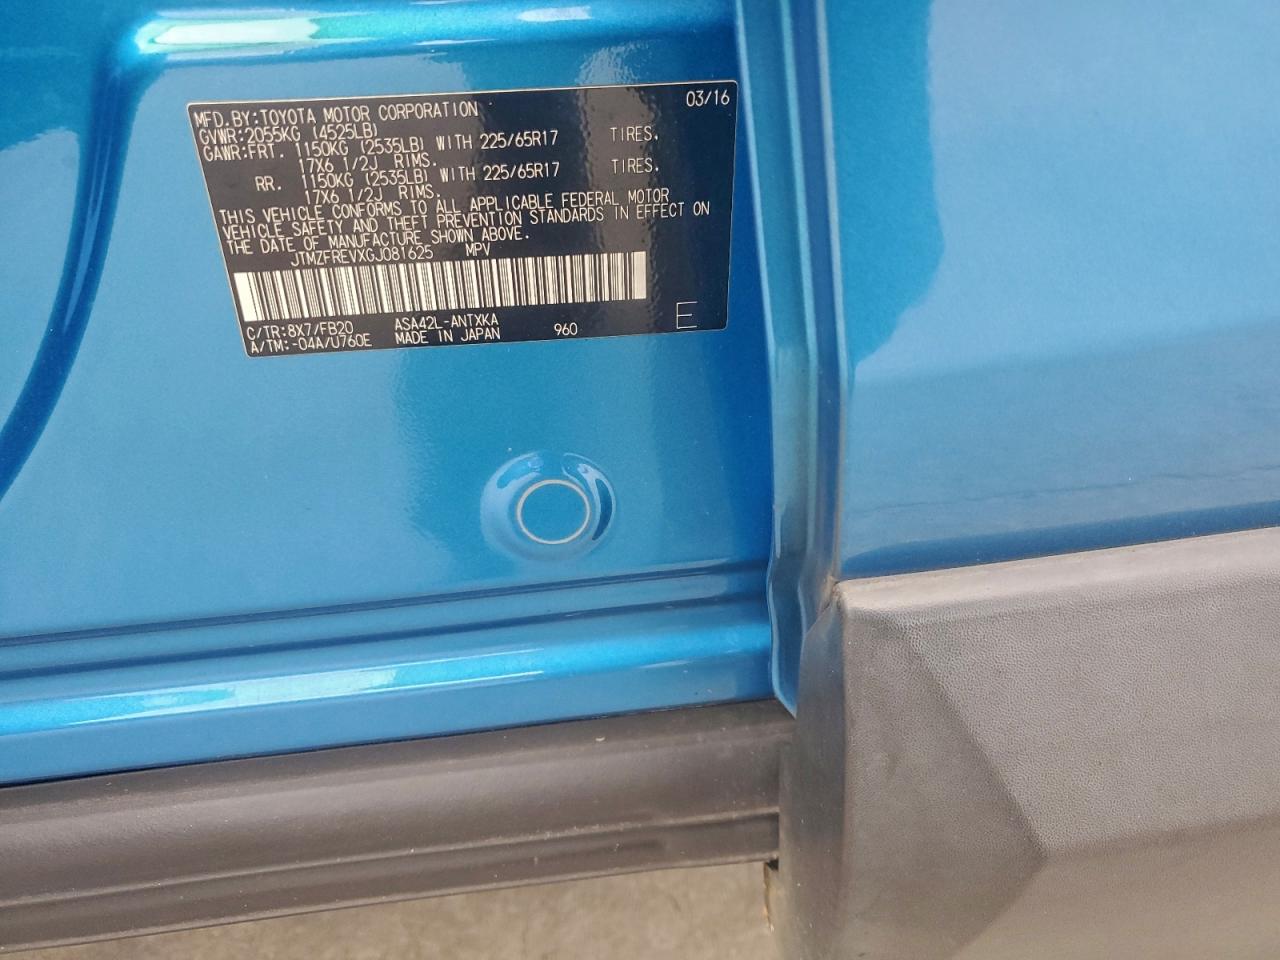 MFD.BY:TOYOTA MOTOR CORPORATION 03/16
GVWR:2055KG (4525LB)
GAWR:FRT. 1150KG (2535LB) WITH 225/65R17 TIRES.
17X6 1/2J RIMS.
RR. 1150KG (2535LB) WITH 225/65R17 TIRES.
17X6 1/2J RIMS.
THIS VEHICLE CONFORMS TO ALL APPLICABLE FEDERAL MOTOR
VEHICLE SAFETY AND THEFT PREVENTION STANDARDS IN EFFECT ON
THE DATE OF MANUFACTURE SHOWN ABOVE.
JTMZFREVXGJ081625 MPV
C/TR:8X7/FB20 ASA42L-ANTXKA 960 E
A/TM:-04A/U760E MADE IN JAPAN